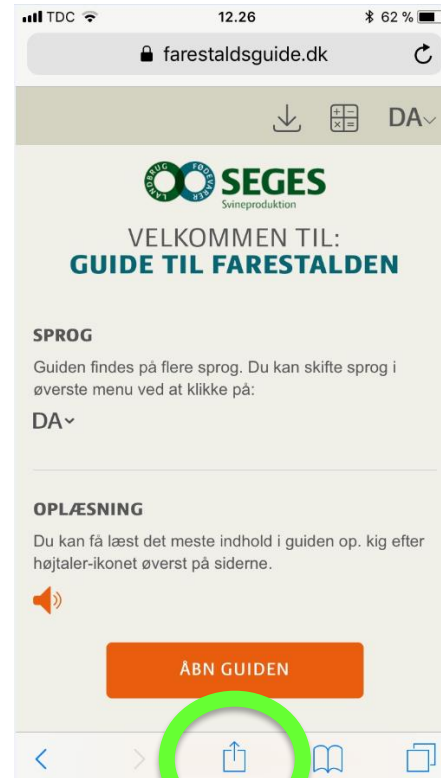 TDC 12.26 62 %
farestaldsguide.dk
DA
LANDBRUG FØDEVARER
SEGES
Svineproduktion
VELKOMMEN TIL:
GUIDE TIL FARESTALDEN
SPROG
Guiden findes på flere sprog. Du kan skifte sprog i
øverste menu ved at klikke på:
DA
OPLÆSNING
Du kan få læst det meste indhold i guiden op. kig efter
højtaler-ikonet øverst på siderne.
ÅBN GUIDEN